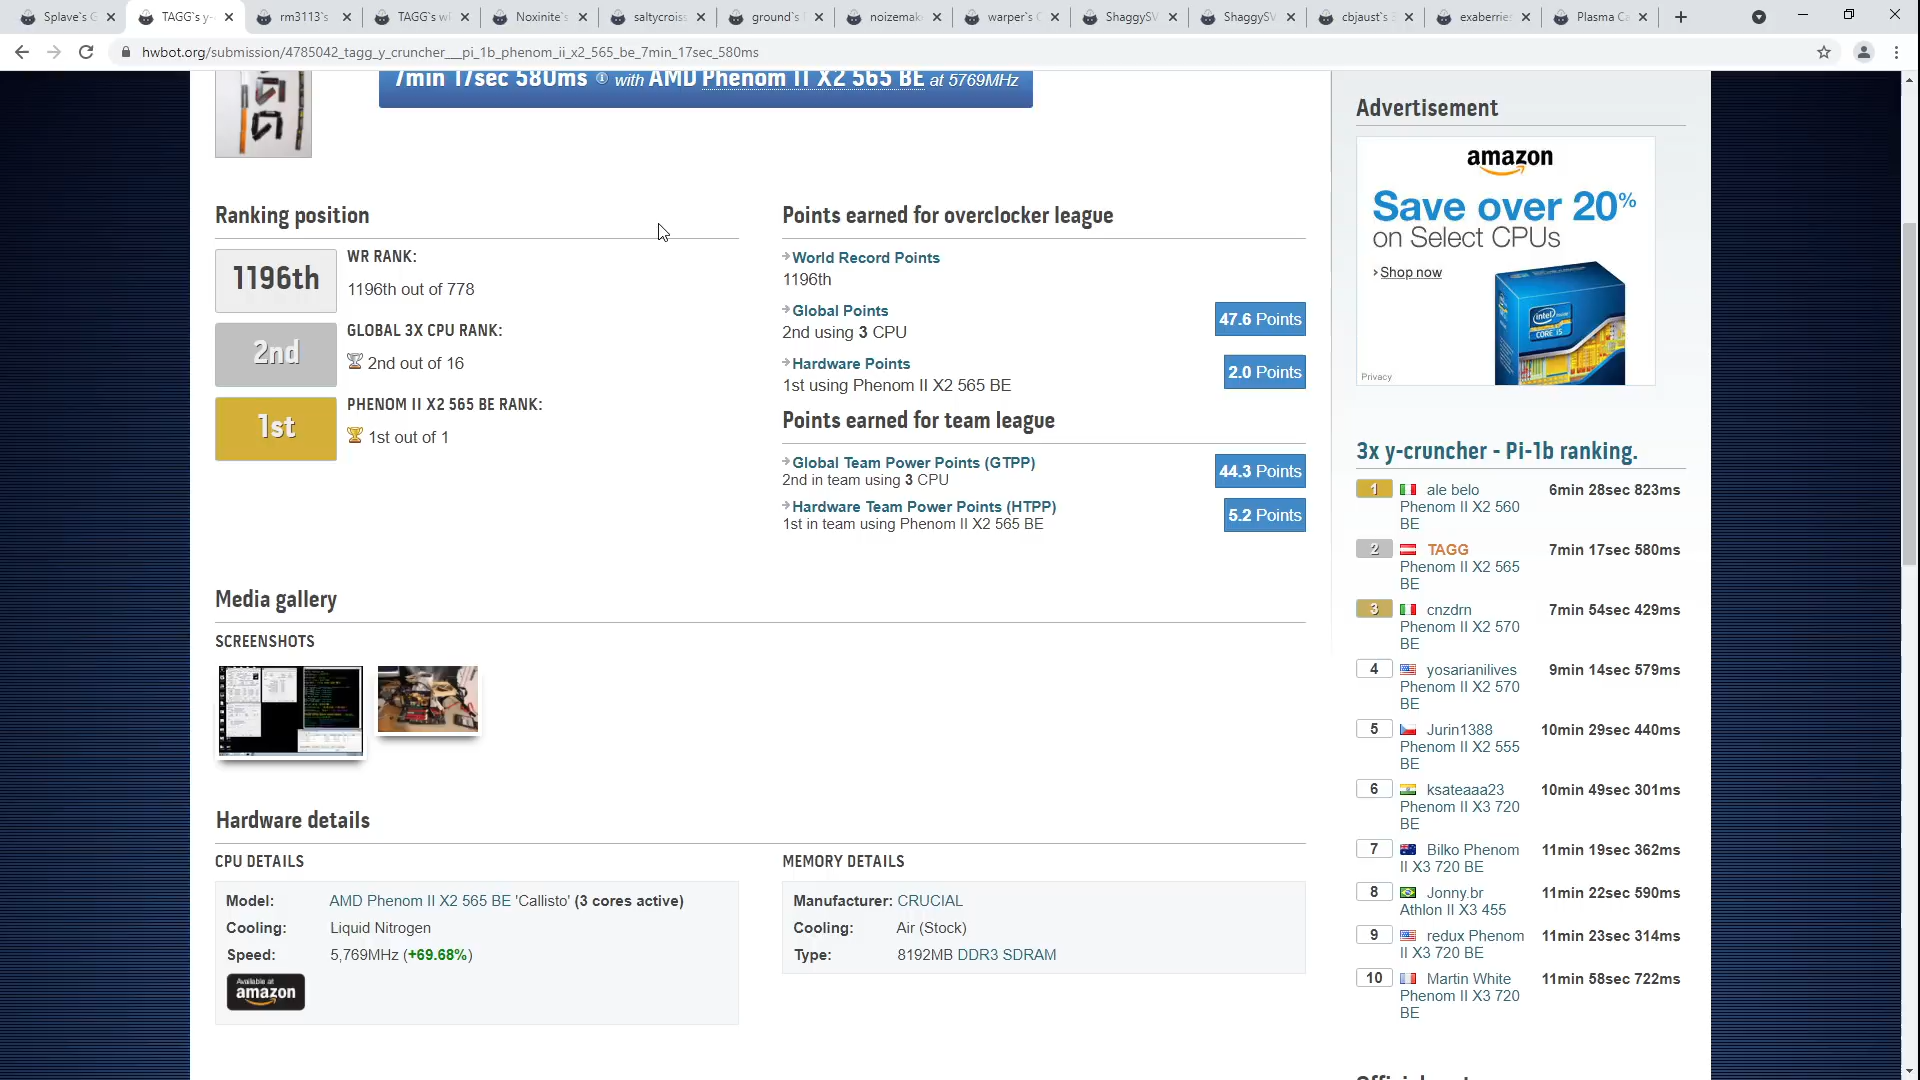 Splave`s G
TAGG`s y-
rm3113`s
TAGG`s wi
Noxinite`s
saltycroiss
ground`s
noizemak
warper`s
ShaggySV
ShaggySV
cbjaust`s
exaberrie
Plasma Ca
hwbot.org/submission/4785042_tagg_y_cruncher___pi_1b_phenom_ii_x2_565_be_7min_17sec_580ms
7min 17sec 580ms with AMD Phenom II X2 565 BE at 5769MHz
Ranking position
1196th
WR RANK:
1196th out of 778
2nd
GLOBAL 3X CPU RANK:
2nd out of 16
1st
PHENOM II X2 565 BE RANK:
1st out of 1
Points earned for overclocker league
World Record Points
1196th
Global Points
2nd using 3 CPU
47.6 Points
Hardware Points
1st using Phenom II X2 565 BE
2.0 Points
Points earned for team league
Global Team Power Points (GTPP)
2nd in team using 3 CPU
44.3 Points
Hardware Team Power Points (HTPP)
1st in team using Phenom II X2 565 BE
5.2 Points
Media gallery
SCREENSHOTS
Hardware details
CPU DETAILS
Model: AMD Phenom II X2 565 BE 'Callisto' (3 cores active)
Cooling: Liquid Nitrogen
Speed: 5,769MHz (+69.68%)
Available at
amazon
MEMORY DETAILS
Manufacturer: CRUCIAL
Cooling: Air (Stock)
Type: 8192MB DDR3 SDRAM
Advertisement
amazon
Save over 20%
on Select CPUs
Shop now
intel
CORE i5
Privacy
3x y-cruncher - Pi-1b ranking.
1 ale belo 6min 28sec 823ms
Phenom II X2 560
BE
2 TAGG 7min 17sec 580ms
Phenom II X2 565
BE
3 cnzdrn 7min 54sec 429ms
Phenom II X2 570
BE
4 yosarianilives 9min 14sec 579ms
Phenom II X2 570
BE
5 Jurin1388 10min 29sec 440ms
Phenom II X2 555
BE
6 ksateaaa23 10min 49sec 301ms
Phenom II X3 720
BE
7 Bilko Phenom 11min 19sec 362ms
II X3 720 BE
8 Jonny.br 11min 22sec 590ms
Athlon II X3 455
9 redux Phenom 11min 23sec 314ms
II X3 720 BE
10 Martin White 11min 58sec 722ms
Phenom II X3 720
BE